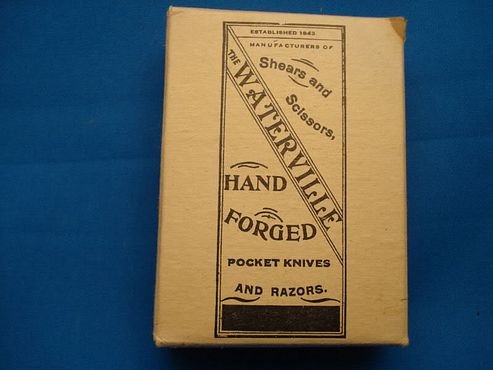 ESTABLISHED 1843
MANUFACTURERS OF
Shears and
Scissors,
THE WATERVILLE
HAND
FORGED
POCKET KNIVES
AND RAZORS.